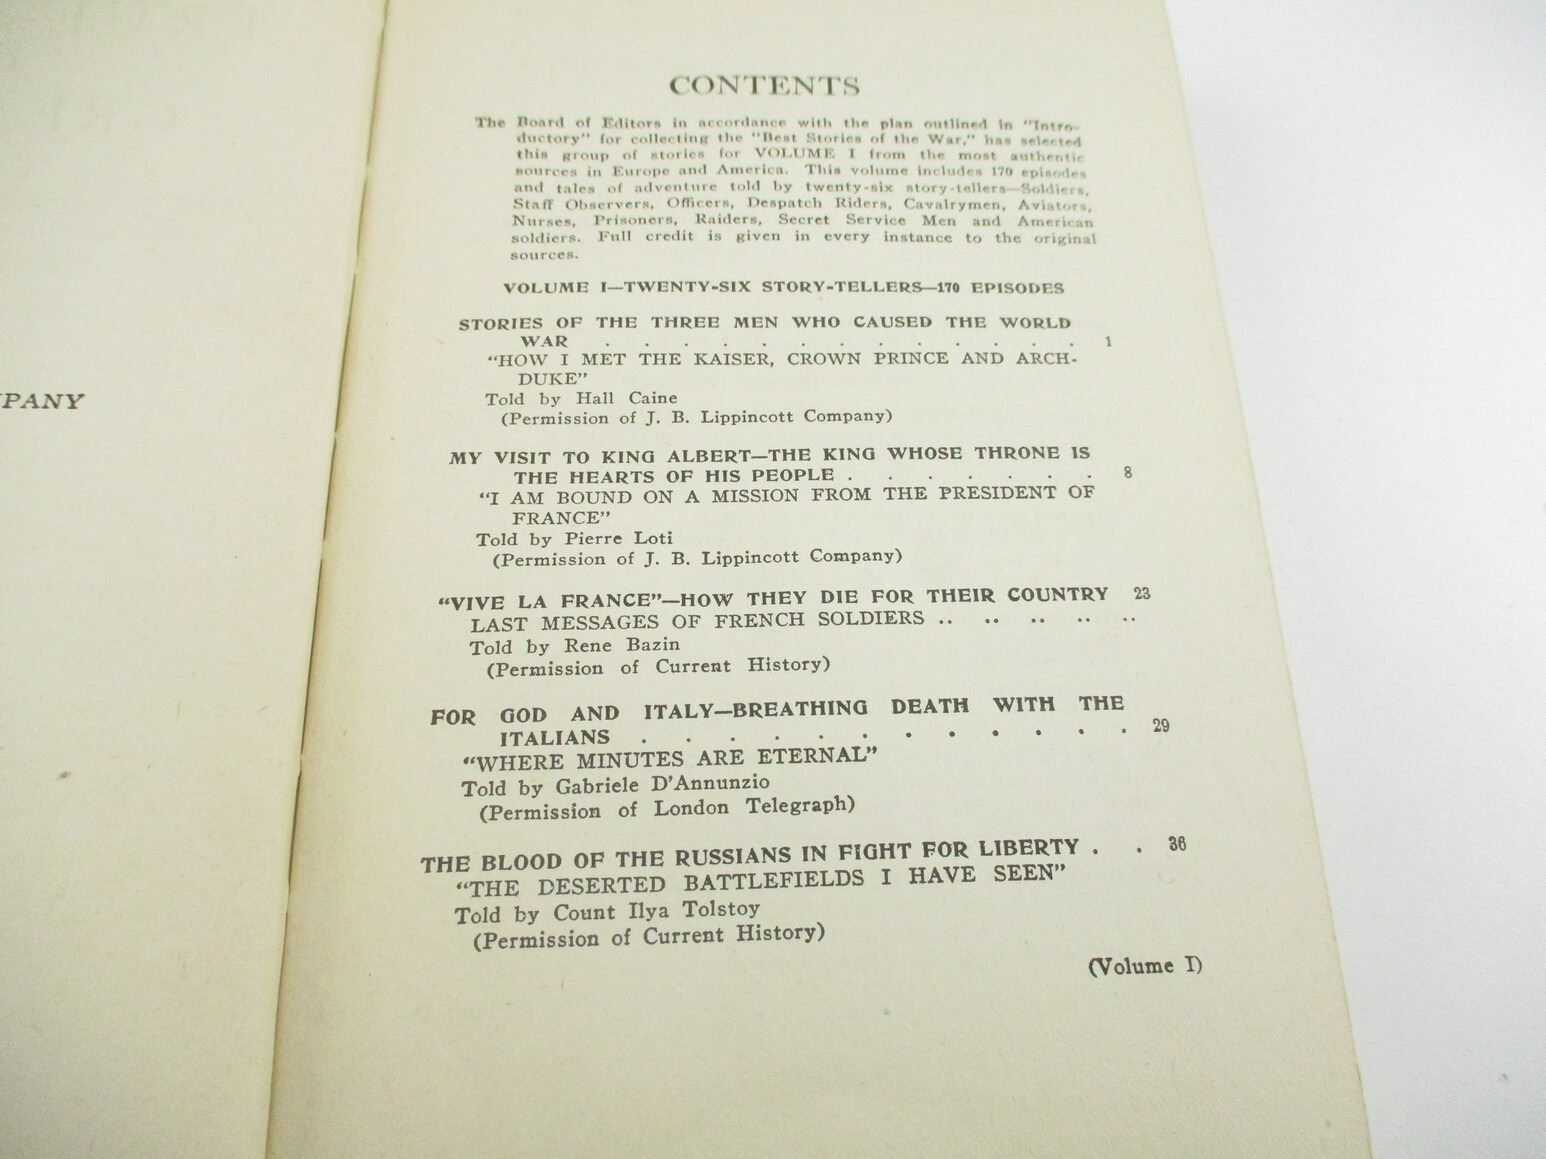 MPANY
CONTENTS
The Board of Editors in accordance with the plan outlined in "Intro-
ductory" for collecting the "Best Stories of the War," has selected
this group of stories for VOLUME I from the most authentic
sources in Europe and America. This volume includes 170 episodes
and tales of adventure told by twenty-six story-tellers—Soldiers,
Staff Observers, Officers, Despatch Riders, Cavalrymen, Aviators,
Nurses, Prisoners, Raiders, Secret Service Men and American
soldiers. Full credit is given in every instance to the original
sources.
VOLUME I—TWENTY-SIX STORY-TELLERS—170 EPISODES
STORIES OF THE THREE MEN WHO CAUSED THE WORLD
WAR . . . . . . . . . . . . . 1
"HOW I MET THE KAISER, CROWN PRINCE AND ARCH-
DUKE"
Told by Hall Caine
(Permission of J. B. Lippincott Company)
MY VISIT TO KING ALBERT—THE KING WHOSE THRONE IS
THE HEARTS OF HIS PEOPLE . . . . . . . 8
"I AM BOUND ON A MISSION FROM THE PRESIDENT OF
FRANCE"
Told by Pierre Loti
(Permission of J. B. Lippincott Company)
"VIVE LA FRANCE"—HOW THEY DIE FOR THEIR COUNTRY 23
LAST MESSAGES OF FRENCH SOLDIERS .. .. .. .. ..
Told by Rene Bazin
(Permission of Current History)
FOR GOD AND ITALY—BREATHING DEATH WITH THE
ITALIANS . . . . . . . . . . . . 29
"WHERE MINUTES ARE ETERNAL"
Told by Gabriele D'Annunzio
(Permission of London Telegraph)
THE BLOOD OF THE RUSSIANS IN FIGHT FOR LIBERTY . . 36
"THE DESERTED BATTLEFIELDS I HAVE SEEN"
Told by Count Ilya Tolstoy
(Permission of Current History)
(Volume I)